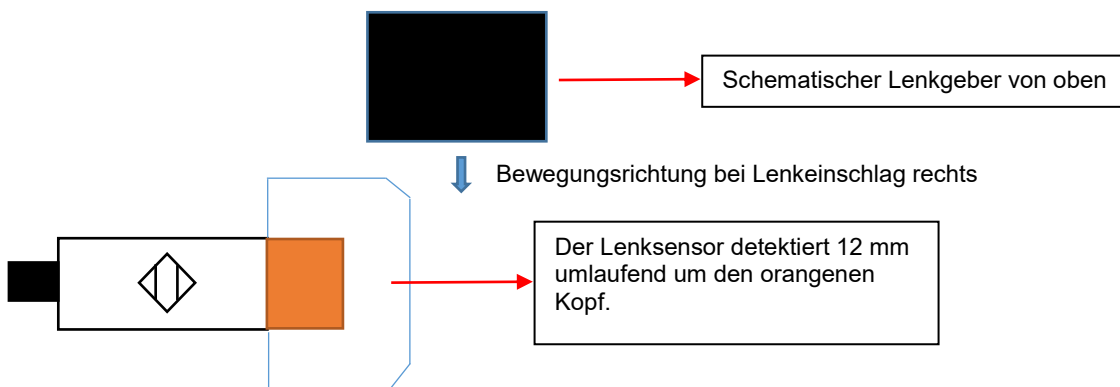 Schematischer Lenkgeber von oben
Bewegungsrichtung bei Lenkeinschlag rechts
Der Lenksensor detektiert 12 mm
umlaufend um den orangenen
Kopf.